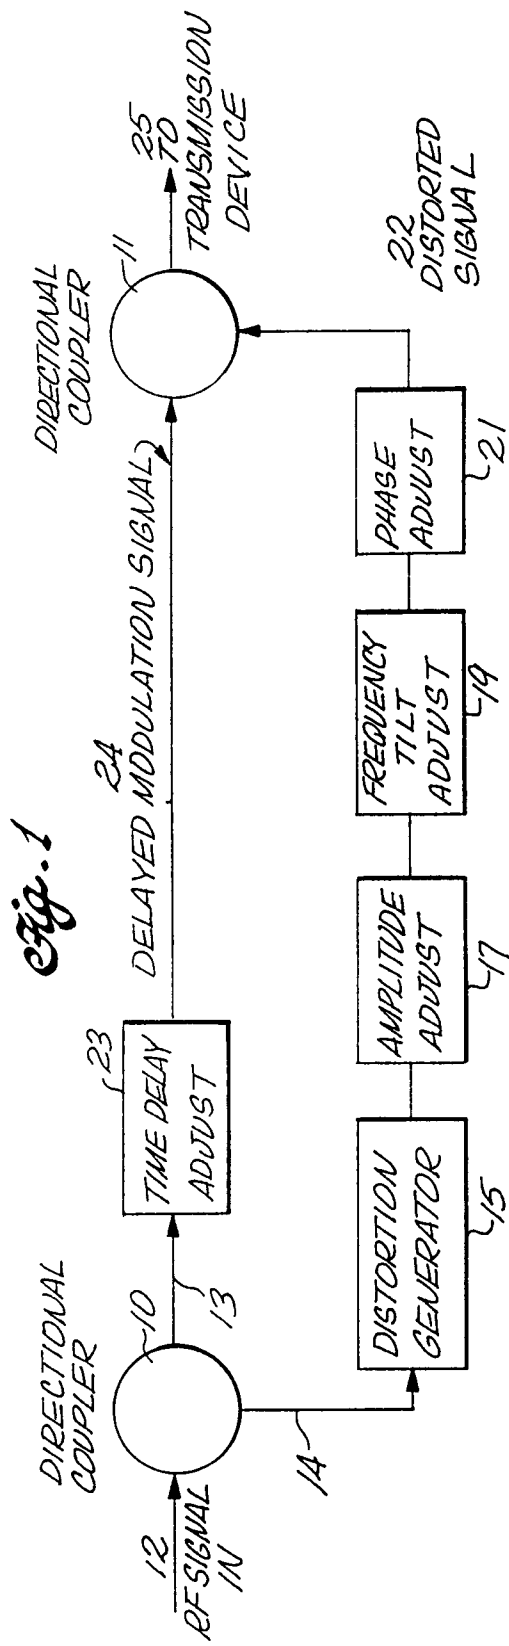 Fig. 1
DIRECTIONAL
COUPLER
10
12
RF SIGNAL
IN
13
14
23
TIME DELAY
ADJUST
24
DELAYED MODULATION SIGNAL
DIRECTIONAL
COUPLER
11
25
TO
TRANSMISSION
DEVICE
DISTORTION
GENERATOR
15
AMPLITUDE
ADJUST
17
FREQUENCY
TILT
ADJUST
19
PHASE
ADJUST
21
22
DISTORTED
SIGNAL